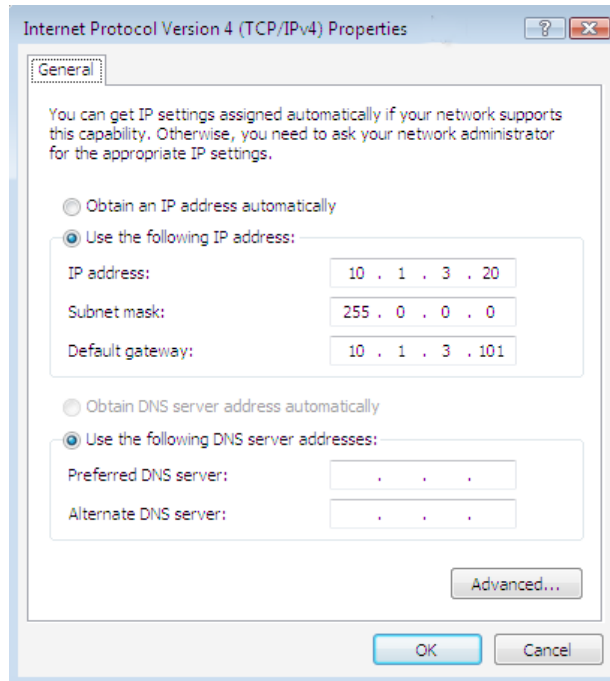 Internet Protocol Version 4 (TCP/IPv4) Properties
?
General
You can get IP settings assigned automatically if your network supports
this capability. Otherwise, you need to ask your network administrator
for the appropriate IP settings.
Obtain an IP address automatically
Use the following IP address:
IP address: 10 . 1 . 3 . 20
Subnet mask: 255 . 0 . 0 . 0
Default gateway: 10 . 1 . 3 . 101
Obtain DNS server address automatically
Use the following DNS server addresses:
Preferred DNS server: . . .
Alternate DNS server: . . .
Advanced...
OK Cancel